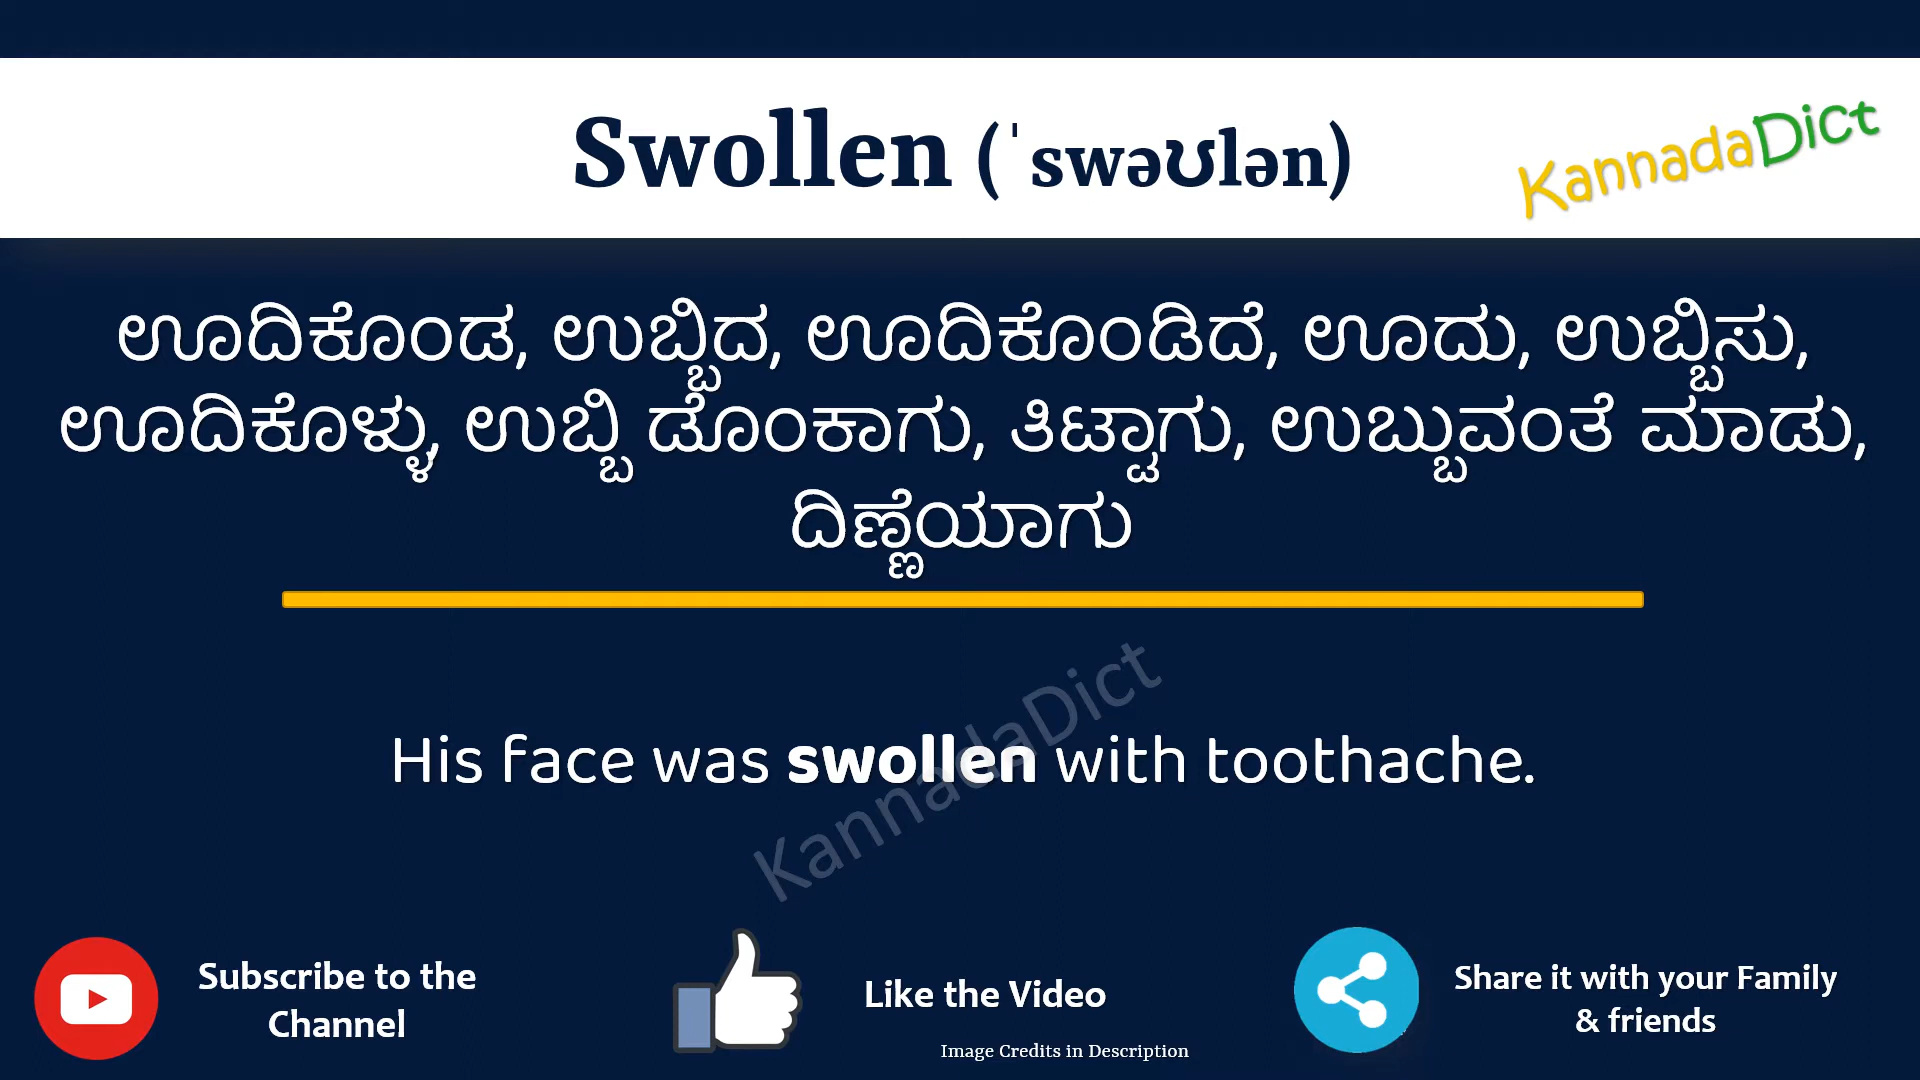 Swollen (ˈswəʊlən)
KannadaDict
ಊದಿಕೊಂಡ, ಉಬ್ಬಿದ, ಊದಿಕೊಂಡಿದೆ, ಊದು, ಉಬ್ಬಿಸು,
ಊದಿಕೊಳ್ಳು, ಉಬ್ಬಿ ಡೊಂಕಾಗು, ತಿಟ್ಟಾಗು, ಉಬ್ಬುವಂತೆ ಮಾಡು,
ದಿಣ್ಣೆಯಾಗು
His face was swollen with toothache.
KannadaDict
Subscribe to the
Channel
Like the Video
Share it with your Family
& friends
Image Credits in Description